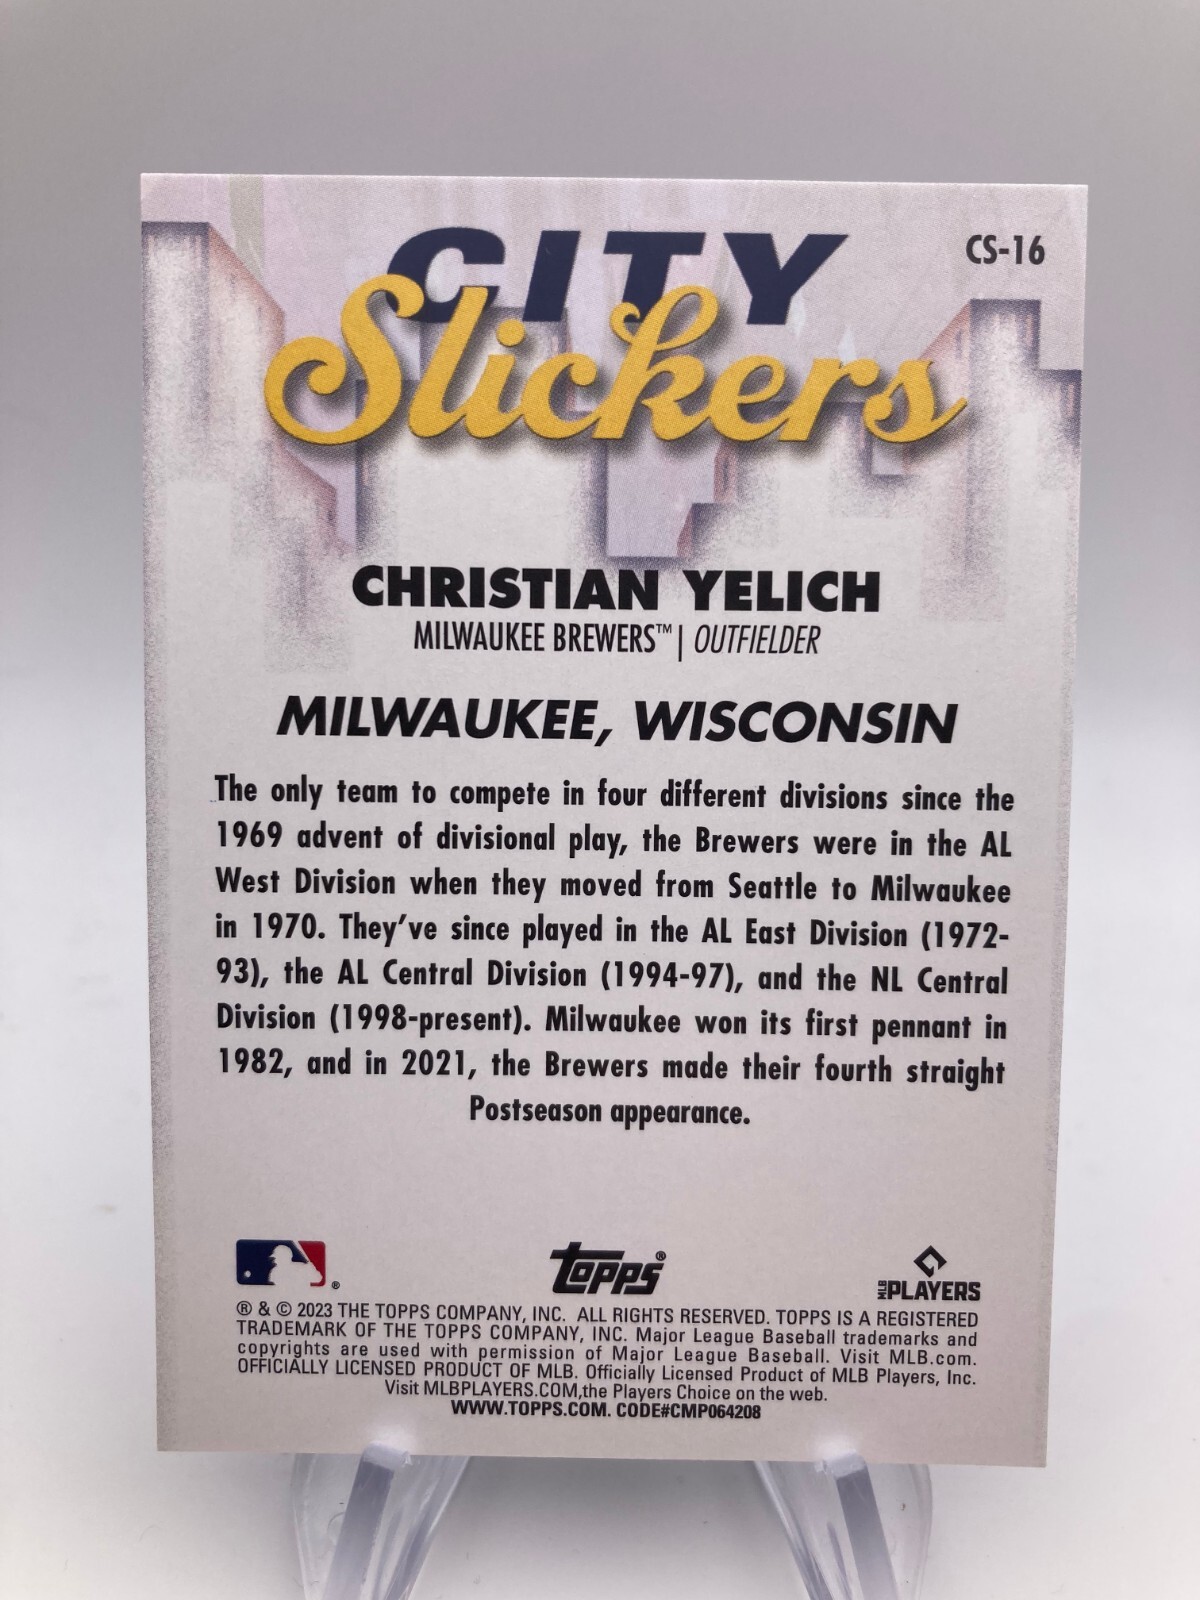 CS-16
CITY
Slickers
CHRISTIAN YELICH
MILWAUKEE BREWERS™ | OUTFIELDER
MILWAUKEE, WISCONSIN
The only team to compete in four different divisions since the
1969 advent of divisional play, the Brewers were in the AL
West Division when they moved from Seattle to Milwaukee
in 1970. They've since played in the AL East Division (1972-
93), the AL Central Division (1994-97), and the NL Central
Division (1998-present). Milwaukee won its first pennant in
1982, and in 2021, the Brewers made their fourth straight
Postseason appearance.
® topps® MLB PLAYERS
® & © 2023 THE TOPPS COMPANY, INC. ALL RIGHTS RESERVED. TOPPS IS A REGISTERED
TRADEMARK OF THE TOPPS COMPANY, INC. Major League Baseball trademarks and
copyrights are used with permission of Major League Baseball. Visit MLB.com.
OFFICIALLY LICENSED PRODUCT OF MLB. Officially Licensed Product of MLB Players, Inc.
Visit MLBPLAYERS.COM,the Players Choice on the web.
WWW.TOPPS.COM. CODE#CMP064208